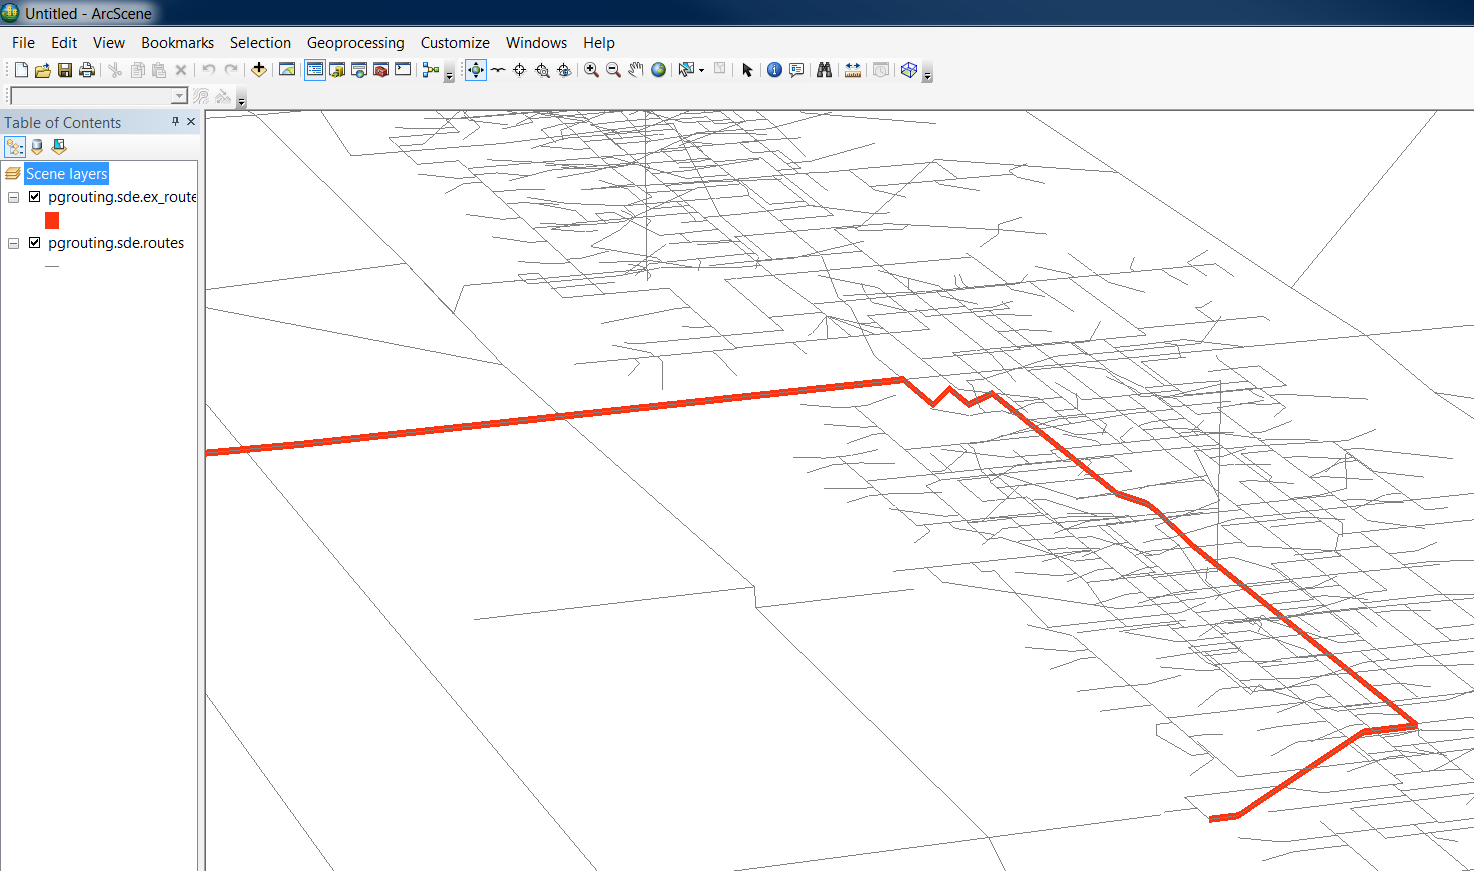 Untitled - ArcScene
File Edit View Bookmarks Selection Geoprocessing Customize Windows Help
Table of Contents
Scene layers
pgrouting.sde.ex_route
pgrouting.sde.routes